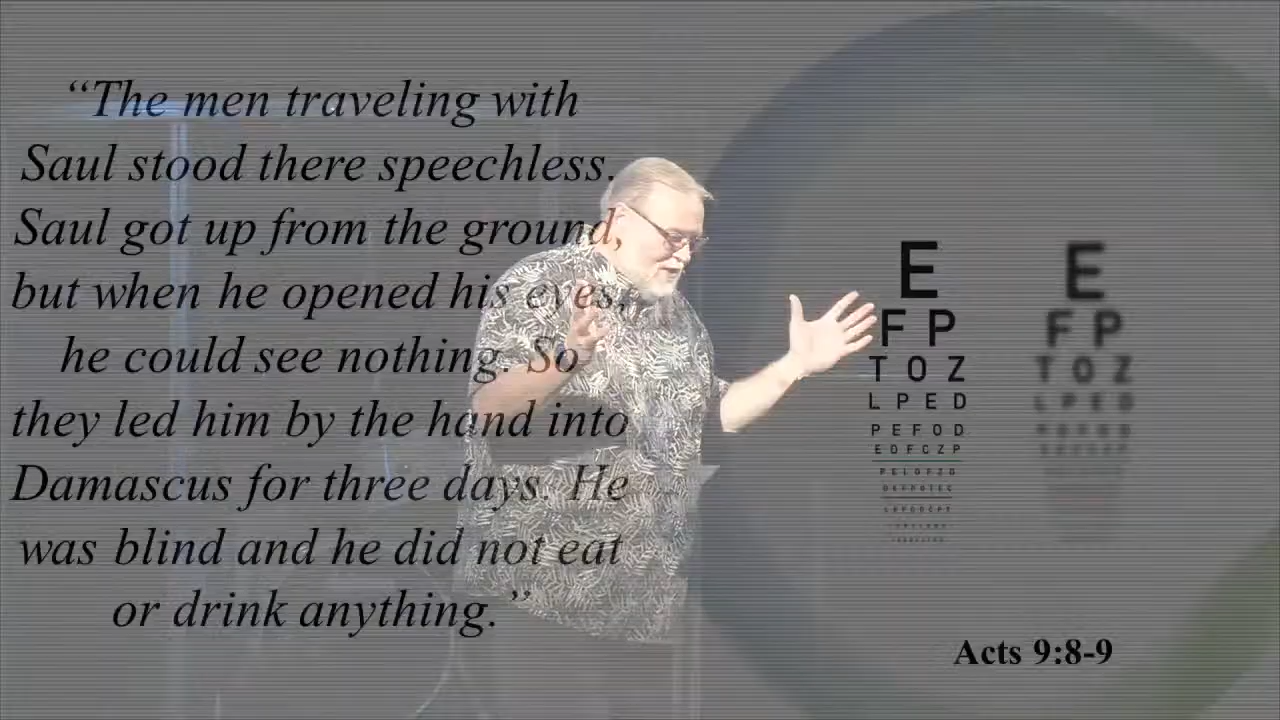 “The men traveling with
Saul stood there speechless.
Saul got up from the ground,
but when he opened his eyes,
he could see nothing. So
they led him by the hand into
Damascus for three days. He
was blind and he did not eat
or drink anything.”
E
F P
T O Z
L P E D
P E F O D
E D F C Z P
E
F P
T O Z
L P E D
Acts 9:8-9